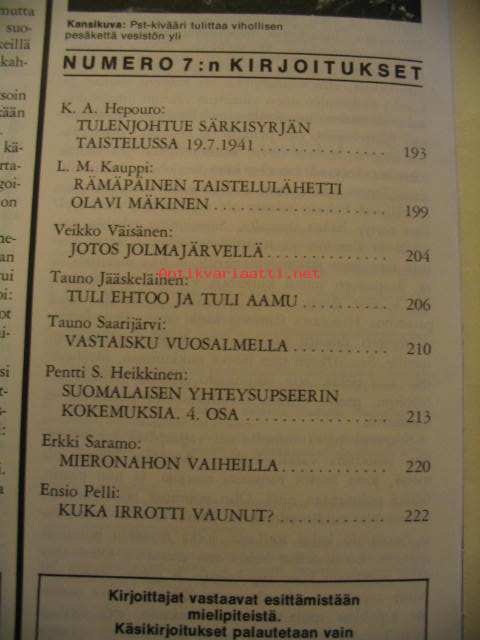 Kansikuva: Pst-kivääri tulittaa vihollisen
pesäkettä vesistön yli
NUMERO 7:n KIRJOITUKSET
K. A. Hepouro:
TULENJOHTUE SÄRKISYRJÄN
TAISTELUSSA 19.7.1941 ............... 193
L. M. Kauppi:
RÄMÄPÄINEN TAISTELULÄHETTI
OLAVI MÄKINEN .................... 199
Veikko Väisänen:
JOTOS JOLMAJÄRVELLÄ.............. 204
Antikvariaatti.net
Tauno Jääskeläinen:
TULI EHTOO JA TULI AAMU .......... 206
Tauno Saarijärvi:
VASTAISKU VUOSALMELLA........... 210
Pentti S. Heikkinen:
SUOMALAISEN YHTEYSUPSEERIN
KOKEMUKSIA. 4. OSA ............... 213
Erkki Saramo:
MIERONAHON VAIHEILLA ............ 220
Ensio Pelli:
KUKA IRROTTI VAUNUT? ............. 222
Kirjoittajat vastaavat esittämistään
mielipiteistä.
Käsikirjoitukset palautetaan vain